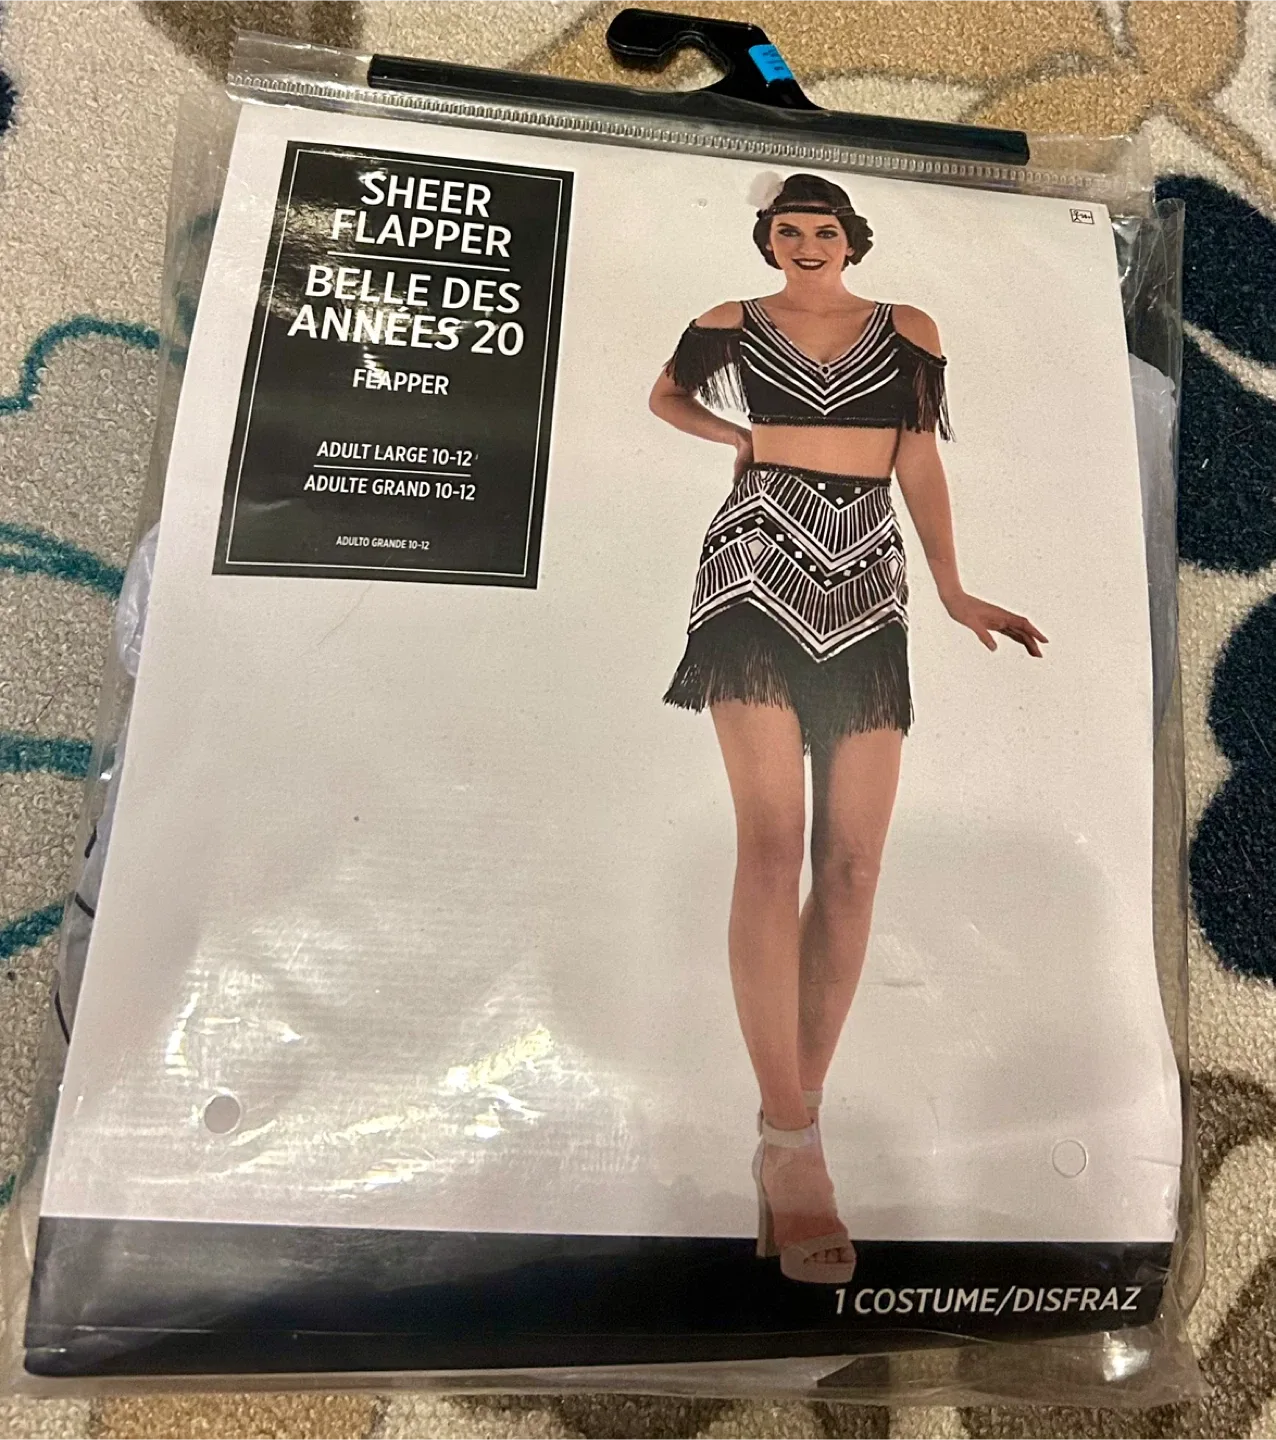 SHEER
FLAPPER
BELLE DES
ANNÉES 20
FLAPPER
ADULT LARGE 10-12
ADULTE GRAND 10-12
ADULTO GRANDE 10-12
1 COSTUME/DISFRAZ